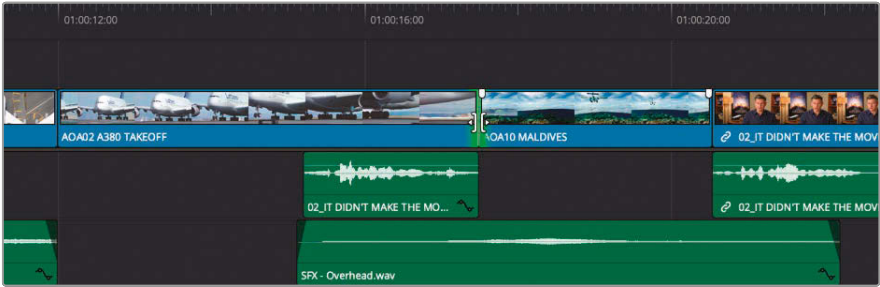 01:00:12:00
01:00:16:00
01:00:20:00
AOA02 A380 TAKEOFF
AOA10 MALDIVES
02_IT DIDN'T MAKE THE MOV
02_IT DIDN'T MAKE THE MO...
02_IT DIDN'T MAKE THE MOV
SFX - Overhead.wav